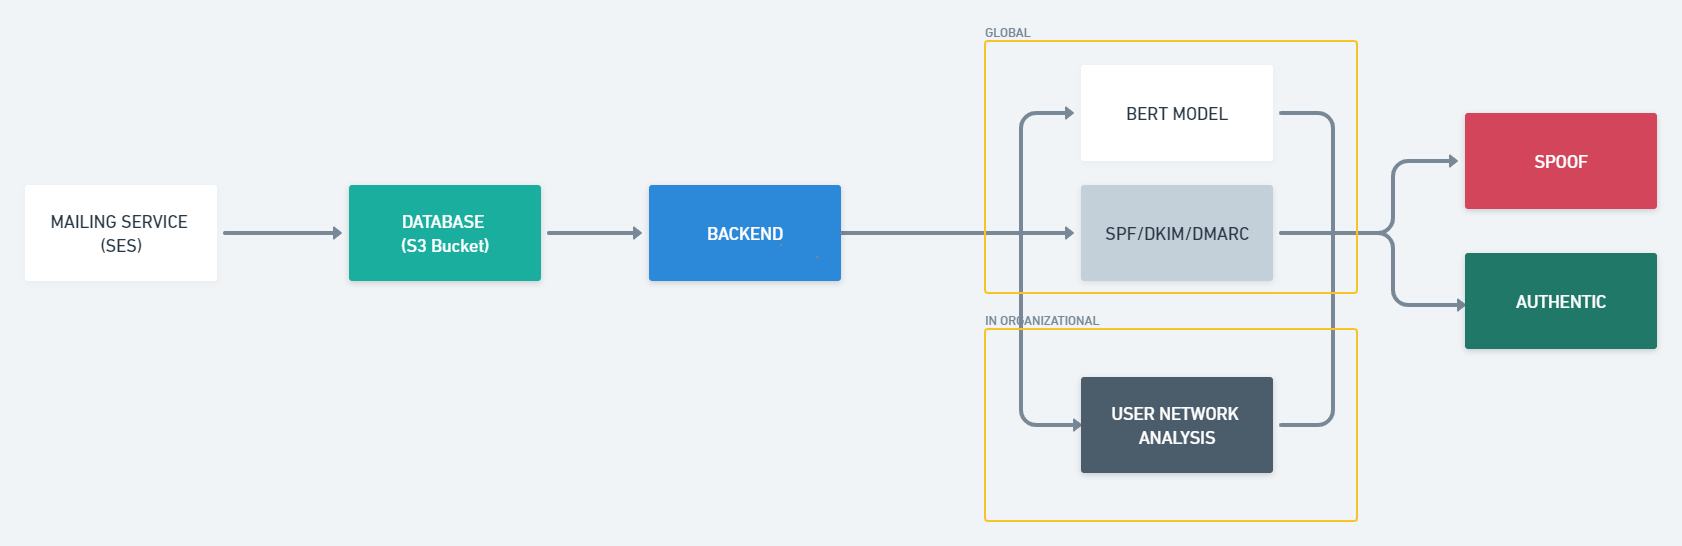 GLOBAL
BERT MODEL
MAILING SERVICE
(SES)
DATABASE
(S3 Bucket)
BACKEND
SPF/DKIM/DMARC
SPOOF
AUTHENTIC
IN ORGANIZATIONAL
USER NETWORK
ANALYSIS